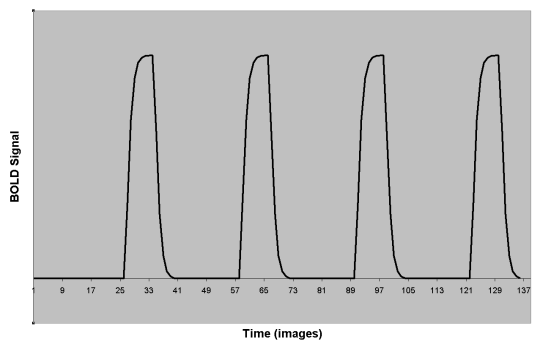 BOLD Signal
1 9 17 25 33 41 49 57 65 73 81 89 97 105 113 121 129 137
Time (images)